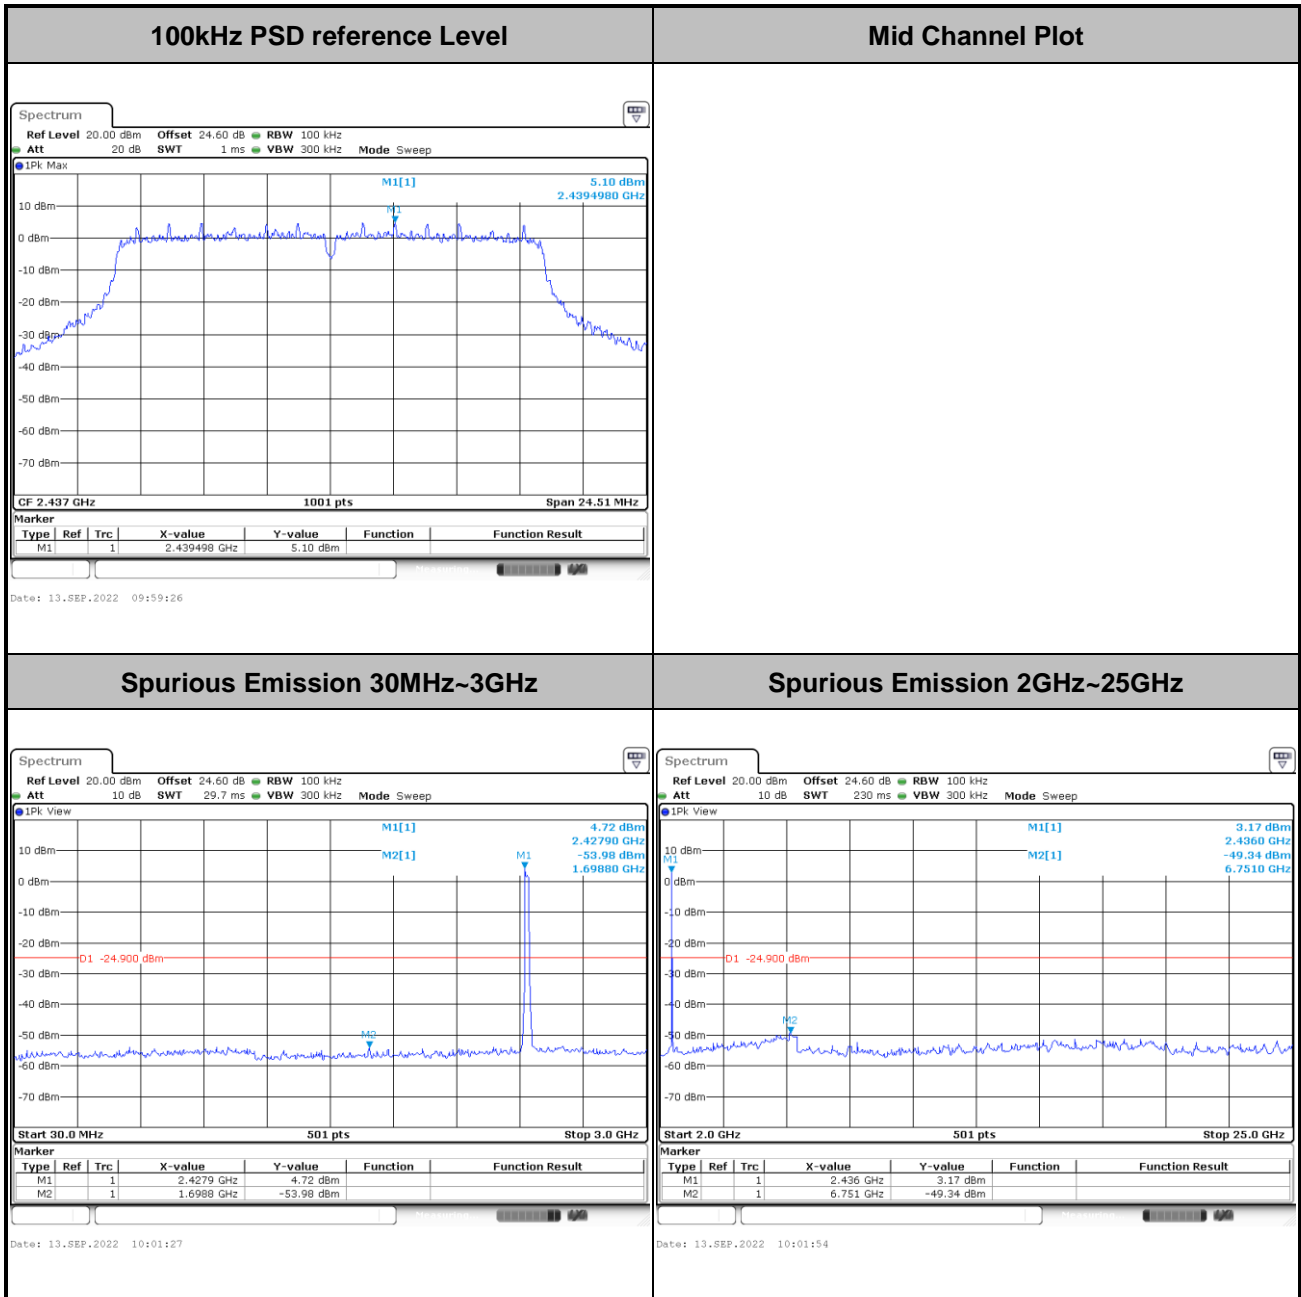 100kHz PSD reference Level
Mid Channel Plot
Spectrum
Ref Level 20.00 dBm Offset 24.60 dB RBW 100 kHz
Att 20 dB SWT 1 ms VBW 300 kHz Mode Sweep
1Pk Max
M1[1] 5.10 dBm
2.4394980 GHz
10 dBm
M1
0 dBm
-10 dBm
-20 dBm
-30 dBm
-40 dBm
-50 dBm
-60 dBm
-70 dBm
CF 2.437 GHz 1001 pts Span 24.51 MHz
Marker
Type Ref Trc X-value Y-value Function Function Result
M1 1 2.439498 GHz 5.10 dBm
Date: 13.SEP.2022 09:59:26
Spurious Emission 30MHz~3GHz
Spurious Emission 2GHz~25GHz
Spectrum
Ref Level 20.00 dBm Offset 24.60 dB RBW 100 kHz
Att 10 dB SWT 29.7 ms VBW 300 kHz Mode Sweep
1Pk View
M1[1] 4.72 dBm
2.42790 GHz
10 dBm M2[1] M1 -53.98 dBm
1.69880 GHz
0 dBm
-10 dBm
-20 dBm
D1 -24.900 dBm
-30 dBm
-40 dBm
-50 dBm M2
-60 dBm
-70 dBm
Start 30.0 MHz 501 pts Stop 3.0 GHz
Marker
Type Ref Trc X-value Y-value Function Function Result
M1 1 2.4279 GHz 4.72 dBm
M2 1 1.6988 GHz -53.98 dBm
Date: 13.SEP.2022 10:01:27
Spectrum
Ref Level 20.00 dBm Offset 24.60 dB RBW 100 kHz
Att 10 dB SWT 230 ms VBW 300 kHz Mode Sweep
1Pk View
M1[1] 3.17 dBm
2.4360 GHz
10 dBm M2[1] -49.34 dBm
M1 6.7510 GHz
0 dBm
-10 dBm
-20 dBm
D1 -24.900 dBm
-30 dBm
-40 dBm
M2
-50 dBm
-60 dBm
-70 dBm
Start 2.0 GHz 501 pts Stop 25.0 GHz
Marker
Type Ref Trc X-value Y-value Function Function Result
M1 1 2.436 GHz 3.17 dBm
M2 1 6.751 GHz -49.34 dBm
Date: 13.SEP.2022 10:01:54